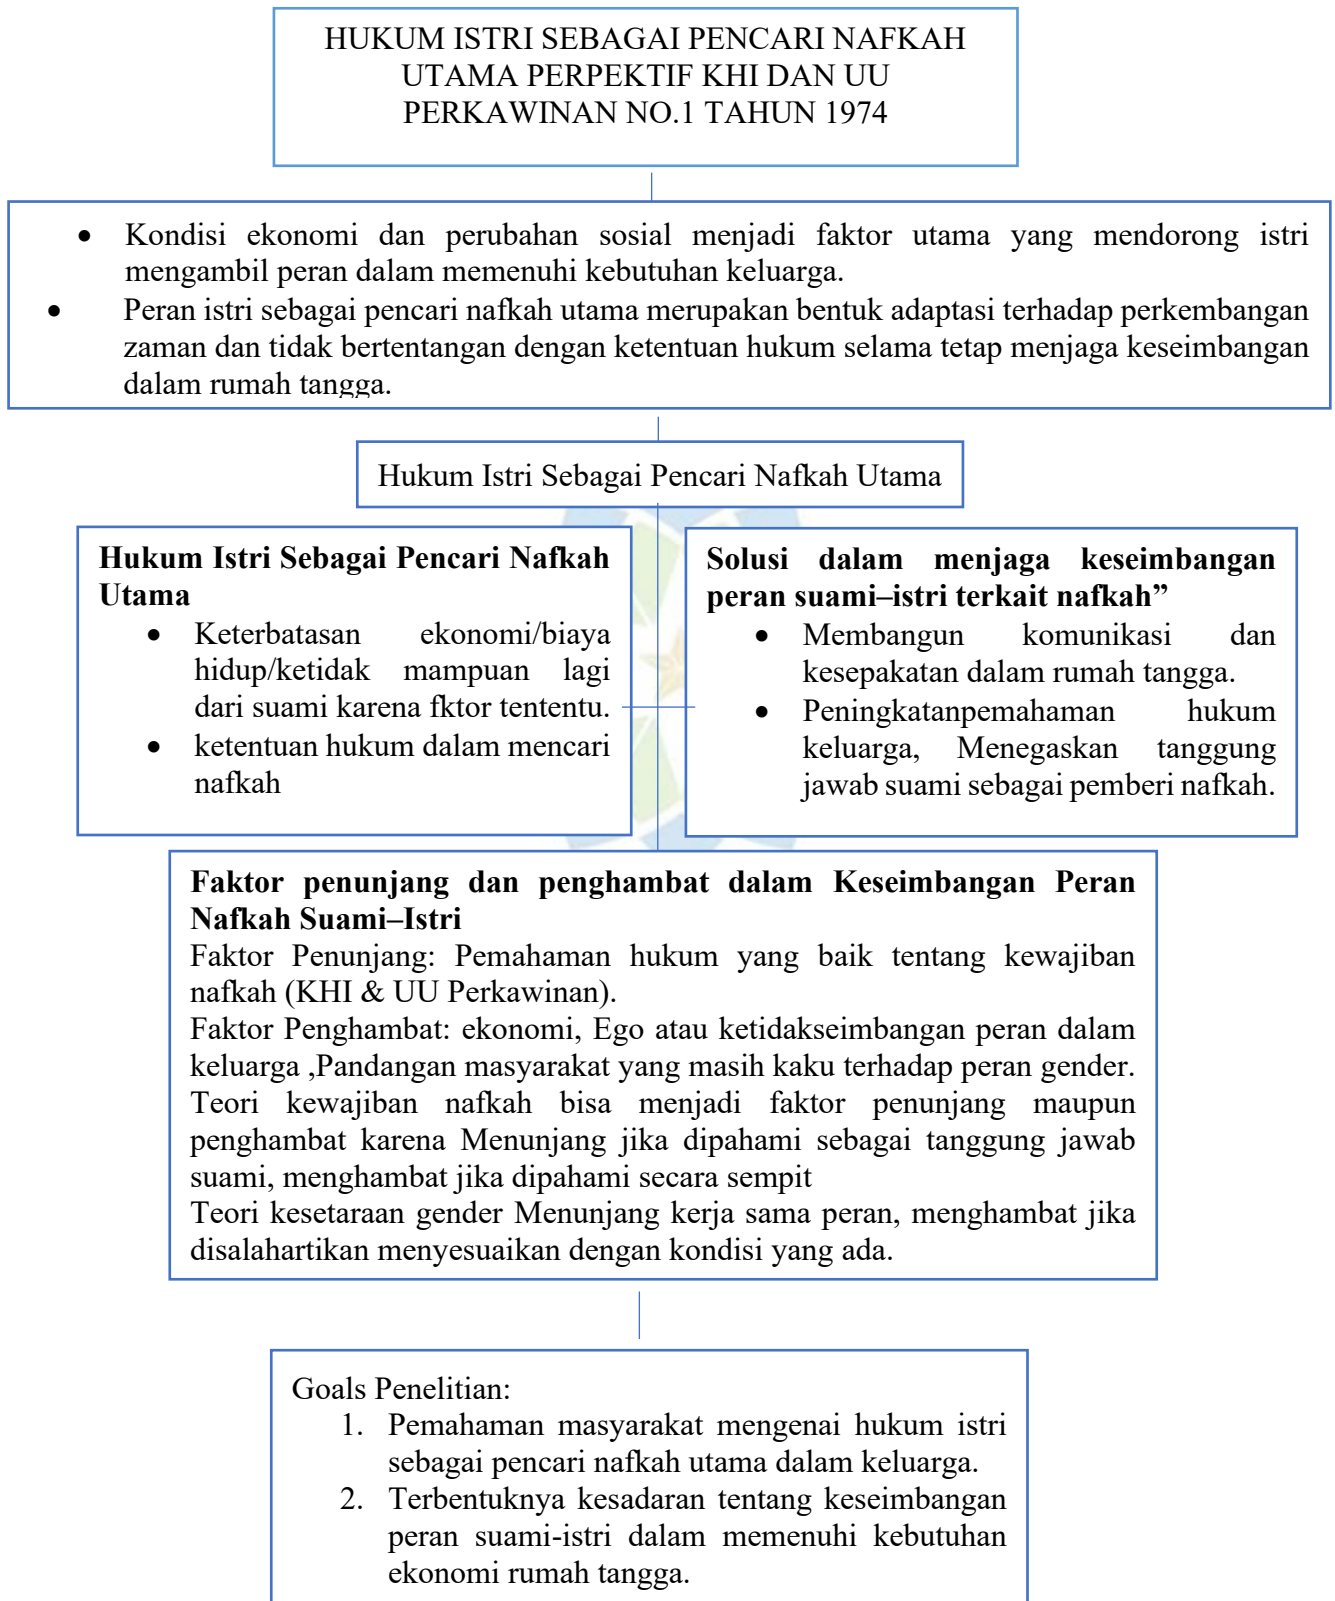 HUKUM ISTRI SEBAGAI PENCARI NAFKAH
UTAMA PERPEKTIF KHI DAN UU
PERKAWINAN NO.1 TAHUN 1974
• Kondisi ekonomi dan perubahan sosial menjadi faktor utama yang mendorong istri
mengambil peran dalam memenuhi kebutuhan keluarga.
• Peran istri sebagai pencari nafkah utama merupakan bentuk adaptasi terhadap perkembangan
zaman dan tidak bertentangan dengan ketentuan hukum selama tetap menjaga keseimbangan
dalam rumah tangga.
Hukum Istri Sebagai Pencari Nafkah Utama
Hukum Istri Sebagai Pencari Nafkah
Utama
• Keterbatasan ekonomi/biaya
hidup/ketidak mampuan lagi
dari suami karena fktor tententu.
• ketentuan hukum dalam mencari
nafkah
Solusi dalam menjaga keseimbangan
peran suami–istri terkait nafkah”
• Membangun komunikasi dan
kesepakatan dalam rumah tangga.
• Peningkatanpemahaman hukum
keluarga, Menegaskan tanggung
jawab suami sebagai pemberi nafkah.
Faktor penunjang dan penghambat dalam Keseimbangan Peran
Nafkah Suami–Istri
Faktor Penunjang: Pemahaman hukum yang baik tentang kewajiban
nafkah (KHI & UU Perkawinan).
Faktor Penghambat: ekonomi, Ego atau ketidakseimbangan peran dalam
keluarga ,Pandangan masyarakat yang masih kaku terhadap peran gender.
Teori kewajiban nafkah bisa menjadi faktor penunjang maupun
penghambat karena Menunjang jika dipahami sebagai tanggung jawab
suami, menghambat jika dipahami secara sempit
Teori kesetaraan gender Menunjang kerja sama peran, menghambat jika
disalahartikan menyesuaikan dengan kondisi yang ada.
Goals Penelitian:
1. Pemahaman masyarakat mengenai hukum istri
sebagai pencari nafkah utama dalam keluarga.
2. Terbentuknya kesadaran tentang keseimbangan
peran suami-istri dalam memenuhi kebutuhan
ekonomi rumah tangga.